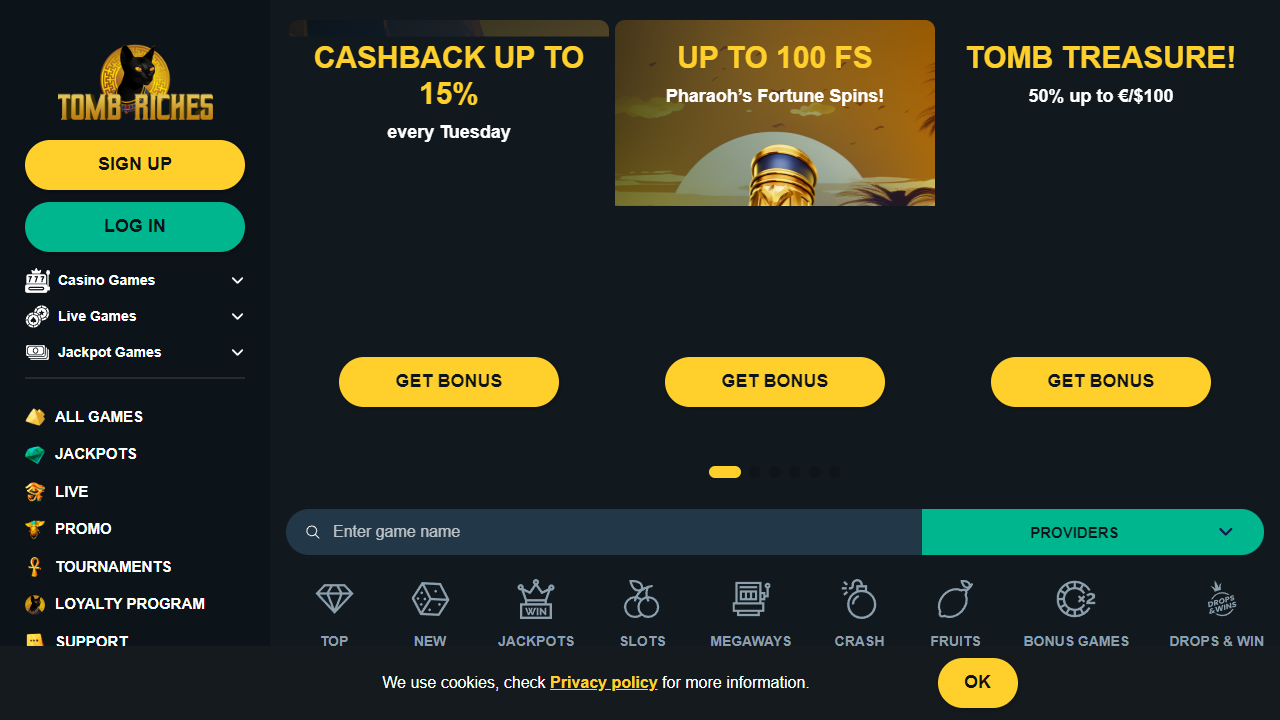 TOMB RICHES
SIGN UP
LOG IN
777
Casino Games
Live Games
Jackpot Games
ALL GAMES
JACKPOTS
LIVE
PROMO
TOURNAMENTS
LOYALTY PROGRAM
SUPPORT
CASHBACK UP TO
15%
every Tuesday
GET BONUS
UP TO 100 FS
Pharaoh’s Fortune Spins!
GET BONUS
TOMB TREASURE!
50% up to €/$100
GET BONUS
Enter game name
PROVIDERS
WIN
x2
DROPS
&WINS
TOP
NEW
JACKPOTS
SLOTS
MEGAWAYS
CRASH
FRUITS
BONUS GAMES
DROPS & WIN
We use cookies, check Privacy policy for more information.
OK